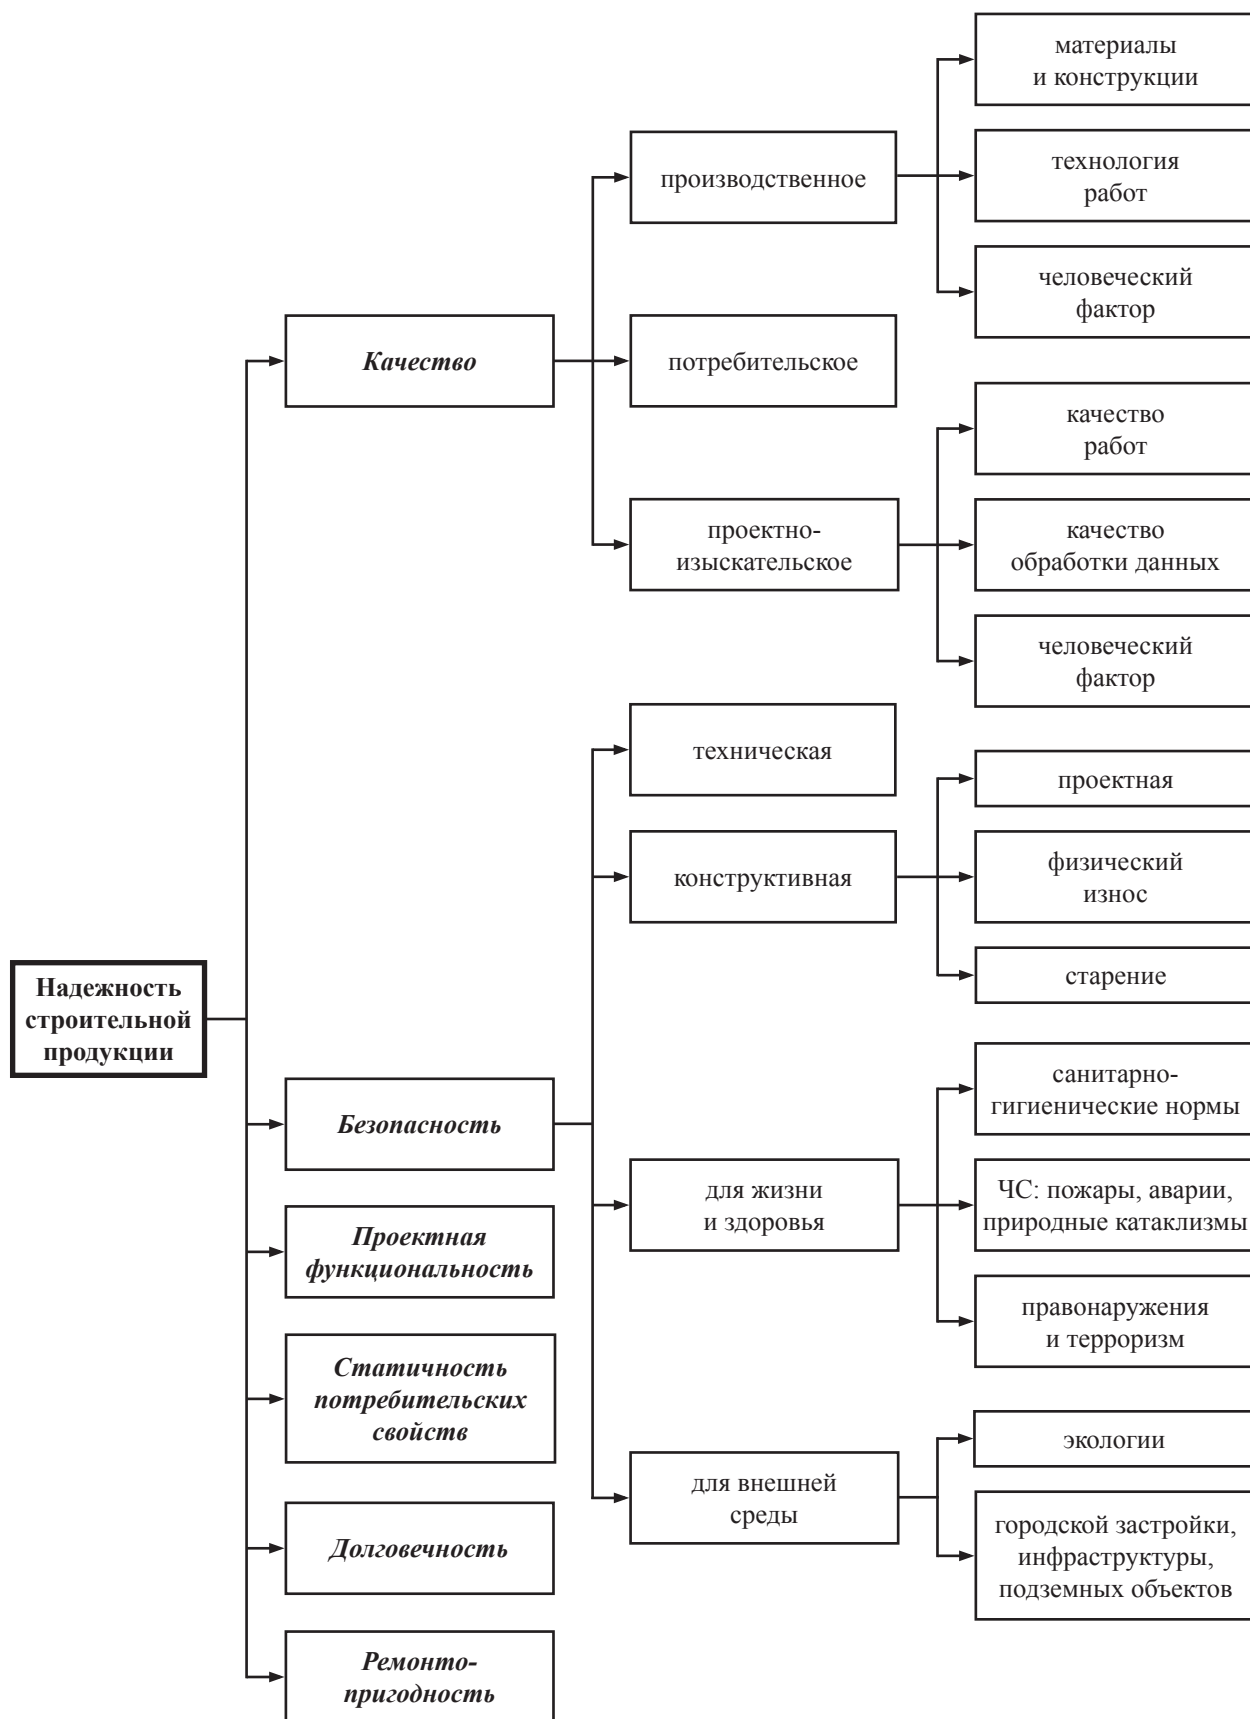 материалы
и конструкции
производственное
технология
работ
человеческий
фактор
Качество
потребительское
качество
работ
проектно-
изыскательское
качество
обработки данных
человеческий
фактор
техническая
проектная
конструктивная
физический
износ
старение
Надежность
строительной
продукции
Безопасность
санитарно-
гигиенические нормы
для жизни
и здоровья
ЧС: пожары, аварии,
природные катаклизмы
Проектная
функциональность
правонаружения
и терроризм
Статичность
потребительских
свойств
экологии
для внешней
среды
городской застройки,
инфраструктуры,
подземных объектов
Долговечность
Ремонто-
пригодность